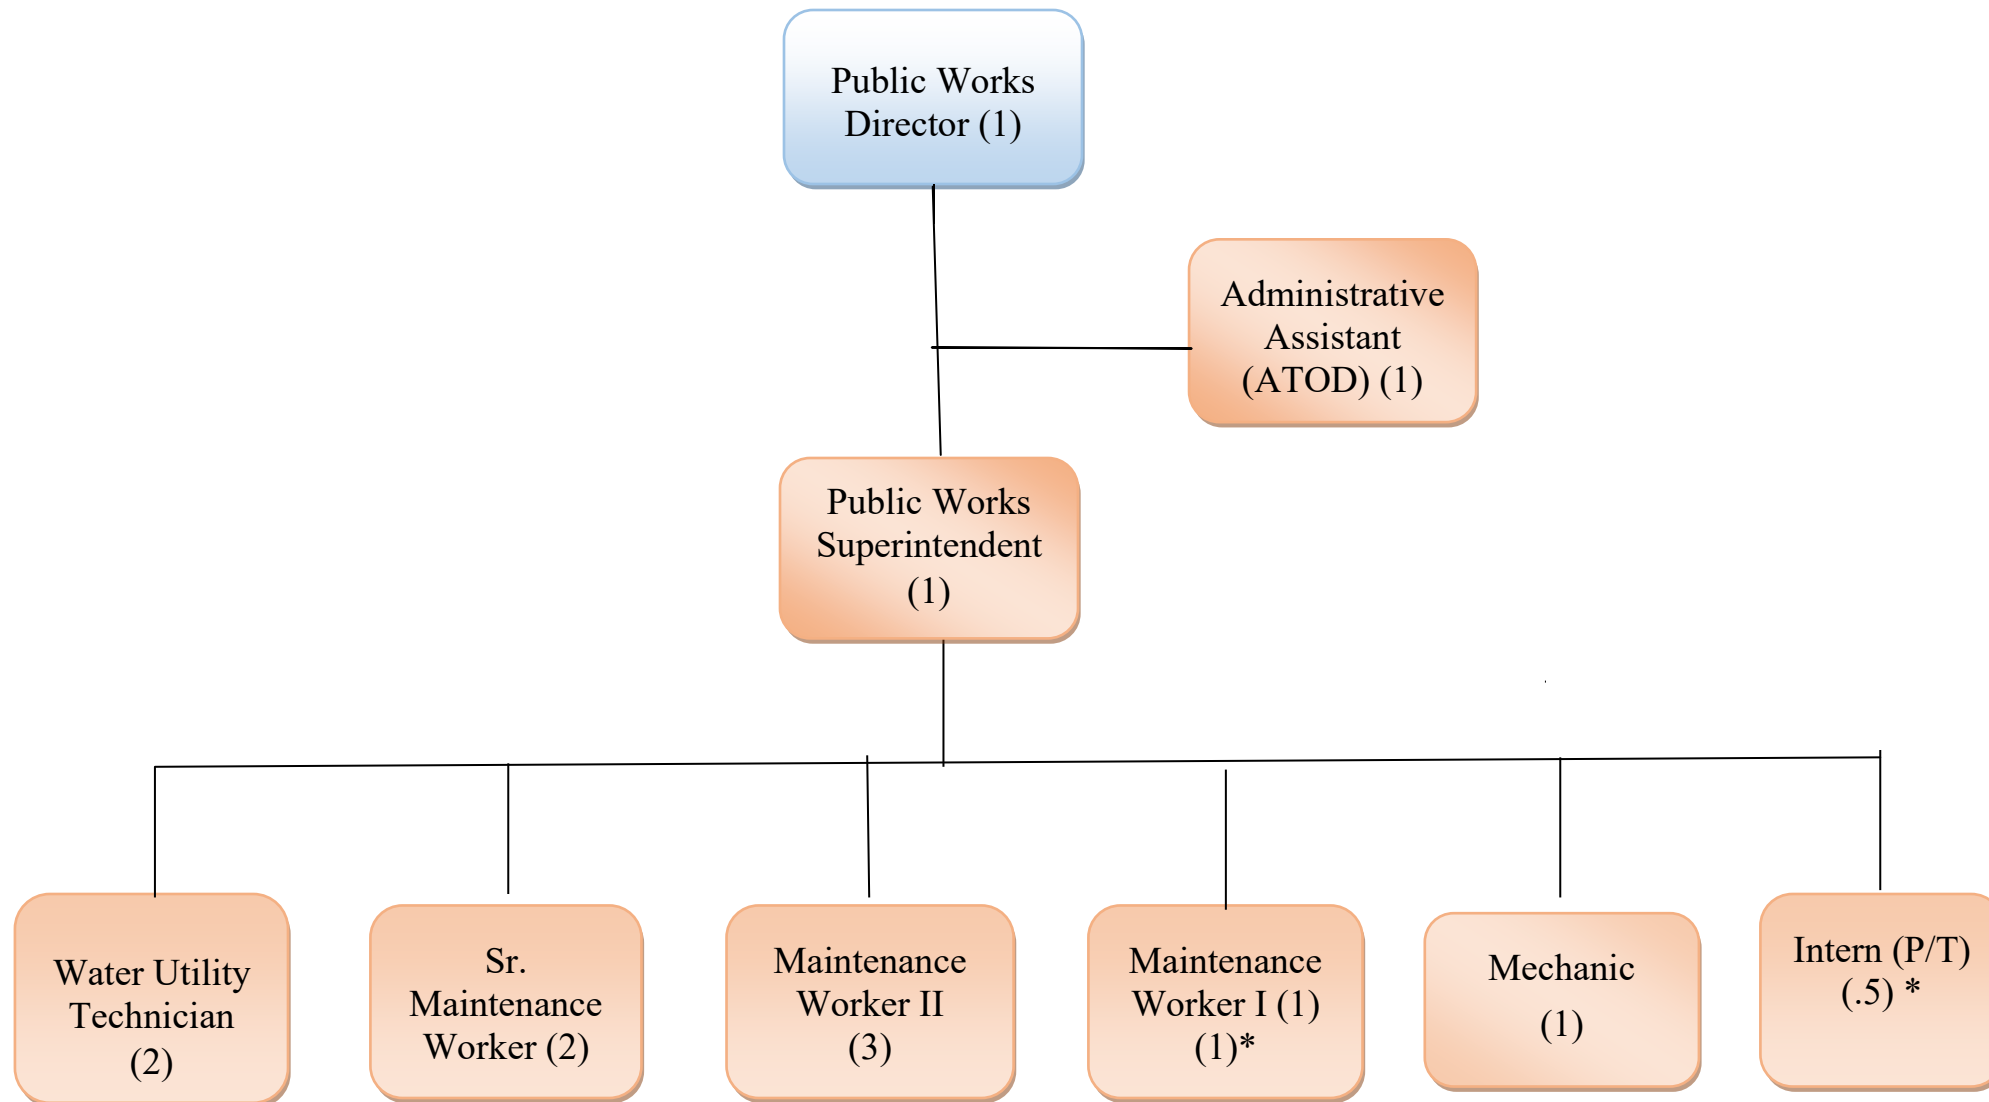 Public Works
Director (1)
Administrative
Assistant
(ATOD) (1)
Public Works
Superintendent
(1)
Water Utility
Technician
(2)
Sr.
Maintenance
Worker (2)
Maintenance
Worker II
(3)
Maintenance
Worker I (1)
(1)*
Mechanic
(1)
Intern (P/T)
(.5) *